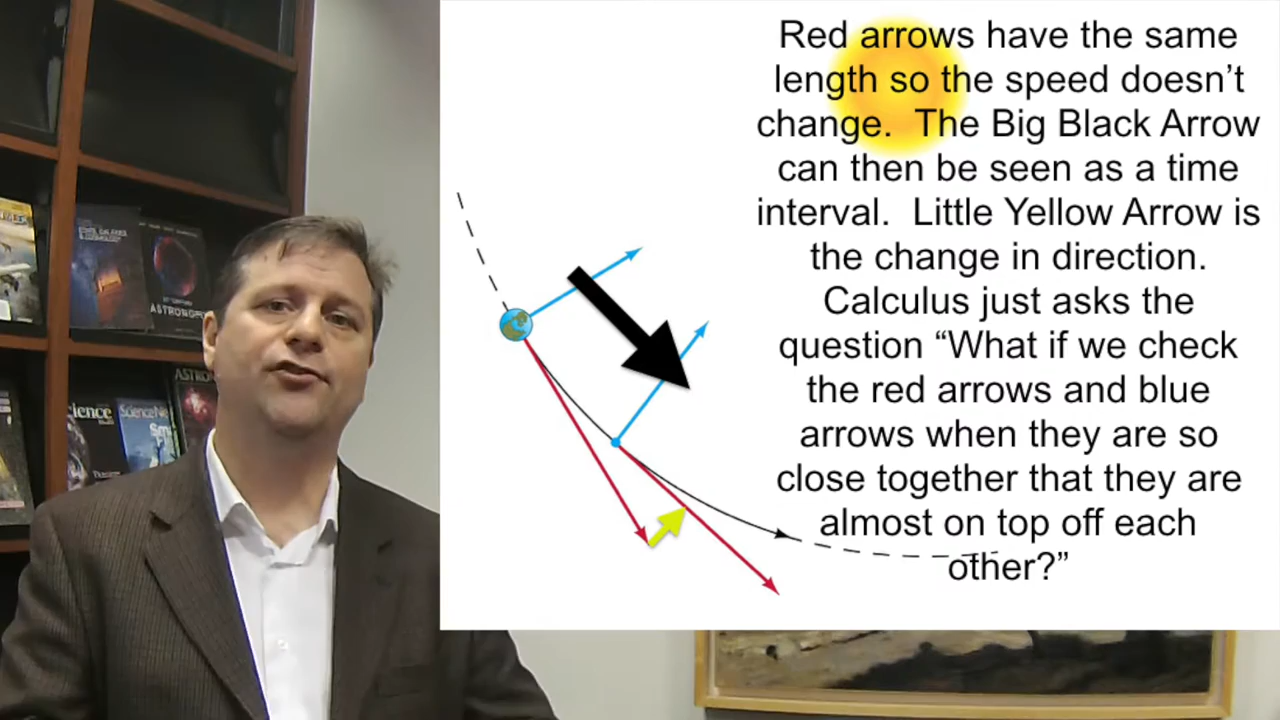 Red arrows have the same
length so the speed doesn’t
change. The Big Black Arrow
can then be seen as a time
interval. Little Yellow Arrow is
the change in direction.
Calculus just asks the
question “What if we check
the red arrows and blue
arrows when they are so
close together that they are
almost on top off each
other?”
ASTRONOMY
ience
ScienceNe